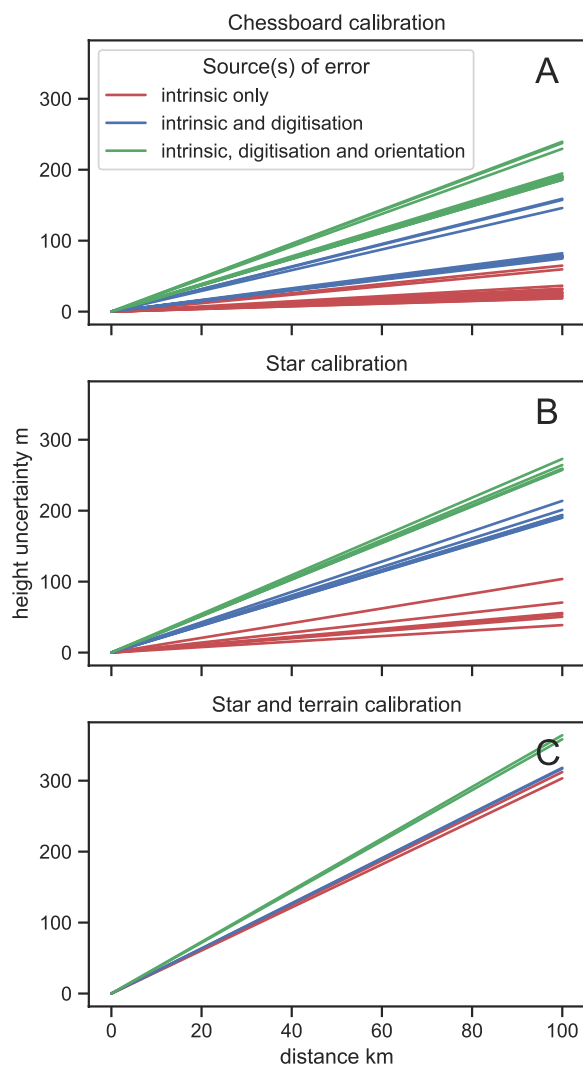 Chessboard calibration
A
Source(s) of error
intrinsic only
intrinsic and digitisation
intrinsic, digitisation and orientation
300
200
100
0
Star calibration
B
300
200
100
0
height uncertainty m
Star and terrain calibration
C
300
200
100
0
0 20 40 60 80 100
distance km